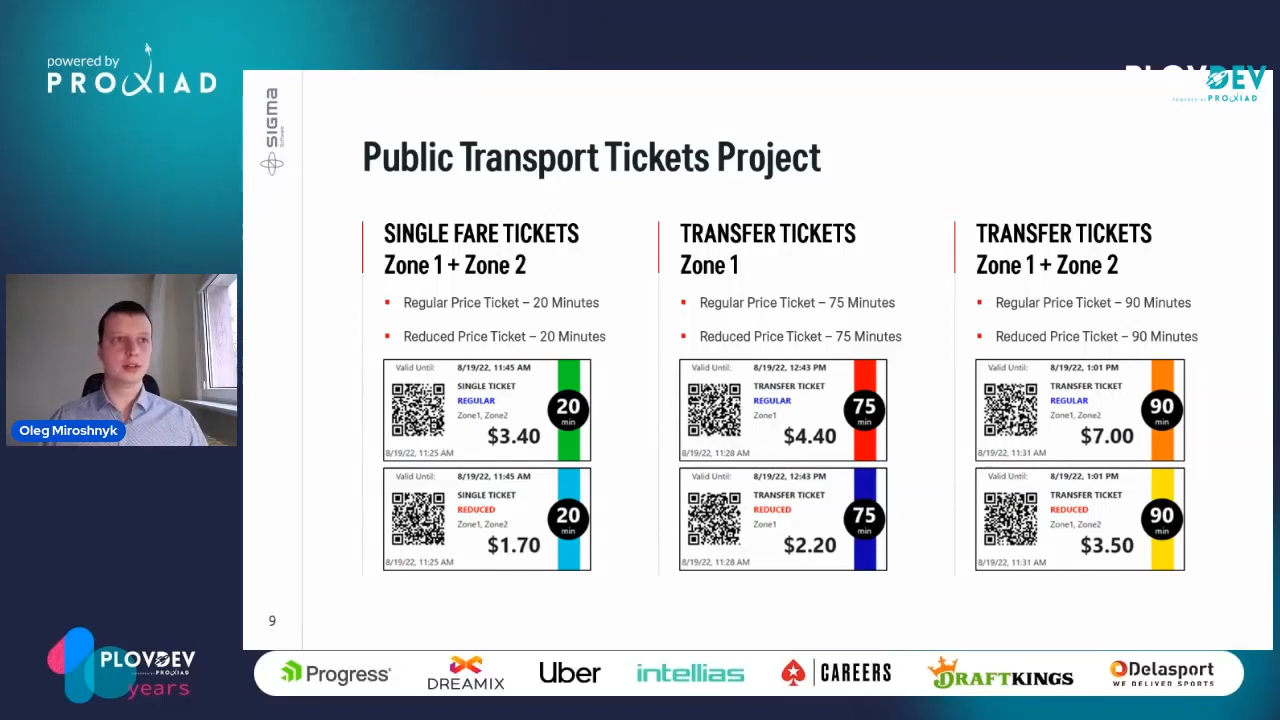 powered by
PROXIAD
PLOVDEV
POWERED BY PROXIAD
SIGMA
Software
Public Transport Tickets Project
SINGLE FARE TICKETS
Zone 1 + Zone 2
Regular Price Ticket – 20 Minutes
Reduced Price Ticket – 20 Minutes
Valid Until: 8/19/22, 11:45 AM
SINGLE TICKET
REGULAR
Zone1, Zone2
$3.40
20
min
8/19/22, 11:25 AM
Valid Until: 8/19/22, 11:45 AM
SINGLE TICKET
REDUCED
Zone1, Zone2
$1.70
20
min
8/19/22, 11:25 AM
TRANSFER TICKETS
Zone 1
Regular Price Ticket – 75 Minutes
Reduced Price Ticket – 75 Minutes
Valid Until: 8/19/22, 12:43 PM
TRANSFER TICKET
REGULAR
Zone1
$4.40
75
min
8/19/22, 11:28 AM
Valid Until: 8/19/22, 12:43 PM
TRANSFER TICKET
REDUCED
Zone1
$2.20
75
min
8/19/22, 11:28 AM
TRANSFER TICKETS
Zone 1 + Zone 2
Regular Price Ticket – 90 Minutes
Reduced Price Ticket – 90 Minutes
Valid Until: 8/19/22, 1:01 PM
TRANSFER TICKET
REGULAR
Zone1, Zone2
$7.00
90
min
8/19/22, 11:31 AM
Valid Until: 8/19/22, 1:01 PM
TRANSFER TICKET
REDUCED
Zone1, Zone2
$3.50
90
min
8/19/22, 11:31 AM
Oleg Miroshnyk
9
PLOVDEV
POWERED BY PROXIAD
years
Progress
DREAMIX
Uber
intellias
CAREERS
DRAFTKINGS
Delasport
WE DELIVER SPORTS